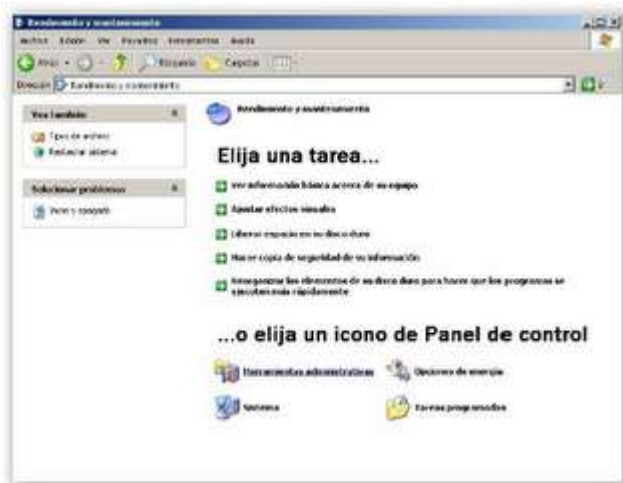 Rendimiento y mantenimiento
Archivo Edición Ver Favoritos Herramientas Ayuda
Atrás Búsqueda Carpetas
Dirección Rendimiento y mantenimiento
Vea también
Tipos de archivo
Restaurar sistema
Solucionar problemas
Inicio y apagado
Rendimiento y mantenimiento
Elija una tarea...
Ver información básica acerca de su equipo
Ajustar efectos visuales
Liberar espacio en su disco duro
Hacer copia de seguridad de su información
Reorganizar los elementos de su disco duro para hacer que los programas se
ejecuten más rápidamente
...o elija un icono de Panel de control
Herramientas administrativas Opciones de energía
Sistema Tareas programadas